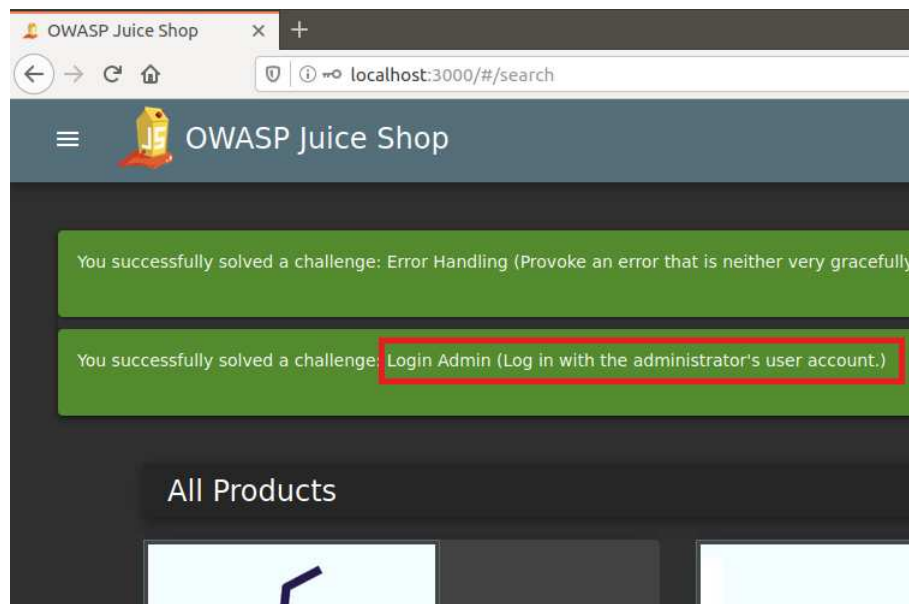 OWASP Juice Shop
localhost:3000/#/search
JS
OWASP Juice Shop
You successfully solved a challenge: Error Handling (Provoke an error that is neither very gracefully
You successfully solved a challenge: Login Admin (Log in with the administrator's user account.)
All Products